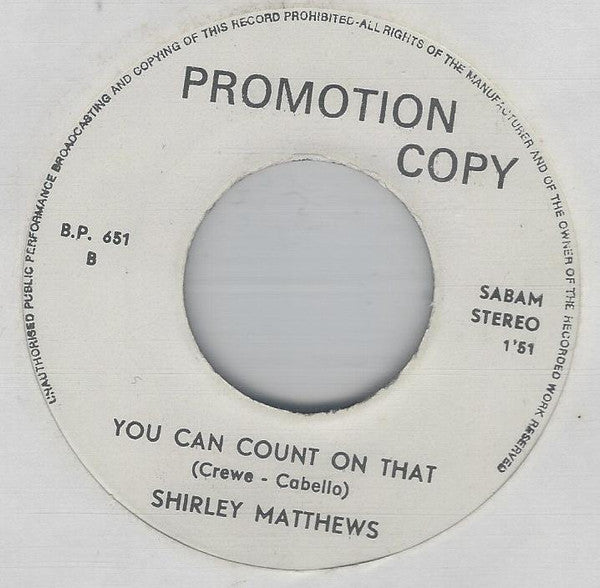 UNAUTHORISED PUBLIC PERFORMANCE BROADCASTING AND COPYING OF THIS RECORD PROHIBITED-ALL RIGHTS OF THE MANUFACTURER AND OF THE OWNER OF THE RECORDED WORK RESERVED
PROMOTION
COPY
B.P. 651
B
SABAM
STEREO
1'51
YOU CAN COUNT ON THAT
(Crewe - Cabello)
SHIRLEY MATTHEWS